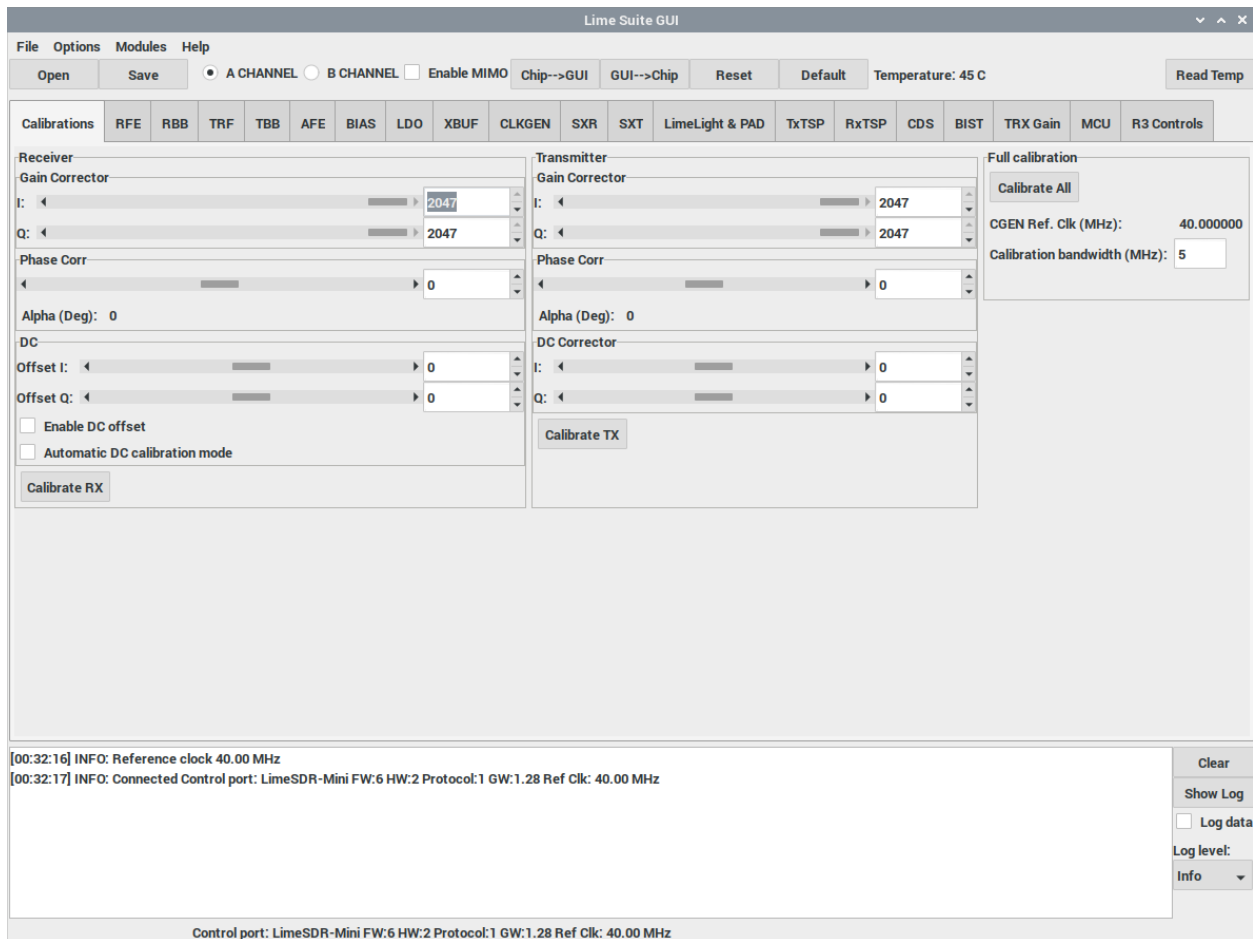 Lime Suite GUI
File Options Modules Help
Open Save A CHANNEL B CHANNEL Enable MIMO Chip-->GUI GUI-->Chip Reset Default Temperature: 45 C Read Temp
Calibrations RFE RBB TRF TBB AFE BIAS LDO XBUF CLKGEN SXR SXT LimeLight & PAD TxTSP RxTSP CDS BIST TRX Gain MCU R3 Controls
Receiver
Gain Corrector
I: 2047
Q: 2047
Phase Corr
0
Alpha (Deg): 0
DC
Offset I: 0
Offset Q: 0
Enable DC offset
Automatic DC calibration mode
Calibrate RX
Transmitter
Gain Corrector
I: 2047
Q: 2047
Phase Corr
0
Alpha (Deg): 0
DC Corrector
I: 0
Q: 0
Calibrate TX
Full calibration
Calibrate All
CGEN Ref. Clk (MHz): 40.000000
Calibration bandwidth (MHz): 5
[00:32:16] INFO: Reference clock 40.00 MHz
[00:32:17] INFO: Connected Control port: LimeSDR-Mini FW:6 HW:2 Protocol:1 GW:1.28 Ref Clk: 40.00 MHz
Clear
Show Log
Log data
Log level:
Info
Control port: LimeSDR-Mini FW:6 HW:2 Protocol:1 GW:1.28 Ref Clk: 40.00 MHz